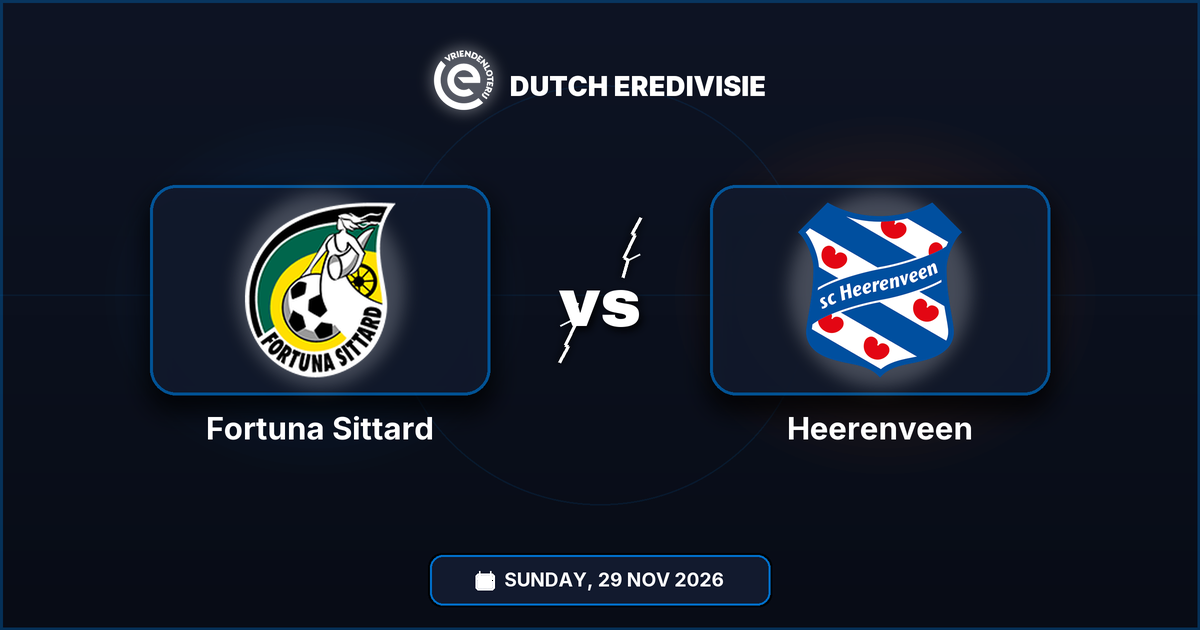 VRIENDENLOTERIJ
DUTCH EREDIVISIE
FORTUNA SITTARD
vs
sc Heerenveen
Fortuna Sittard
Heerenveen
SUNDAY, 29 NOV 2026